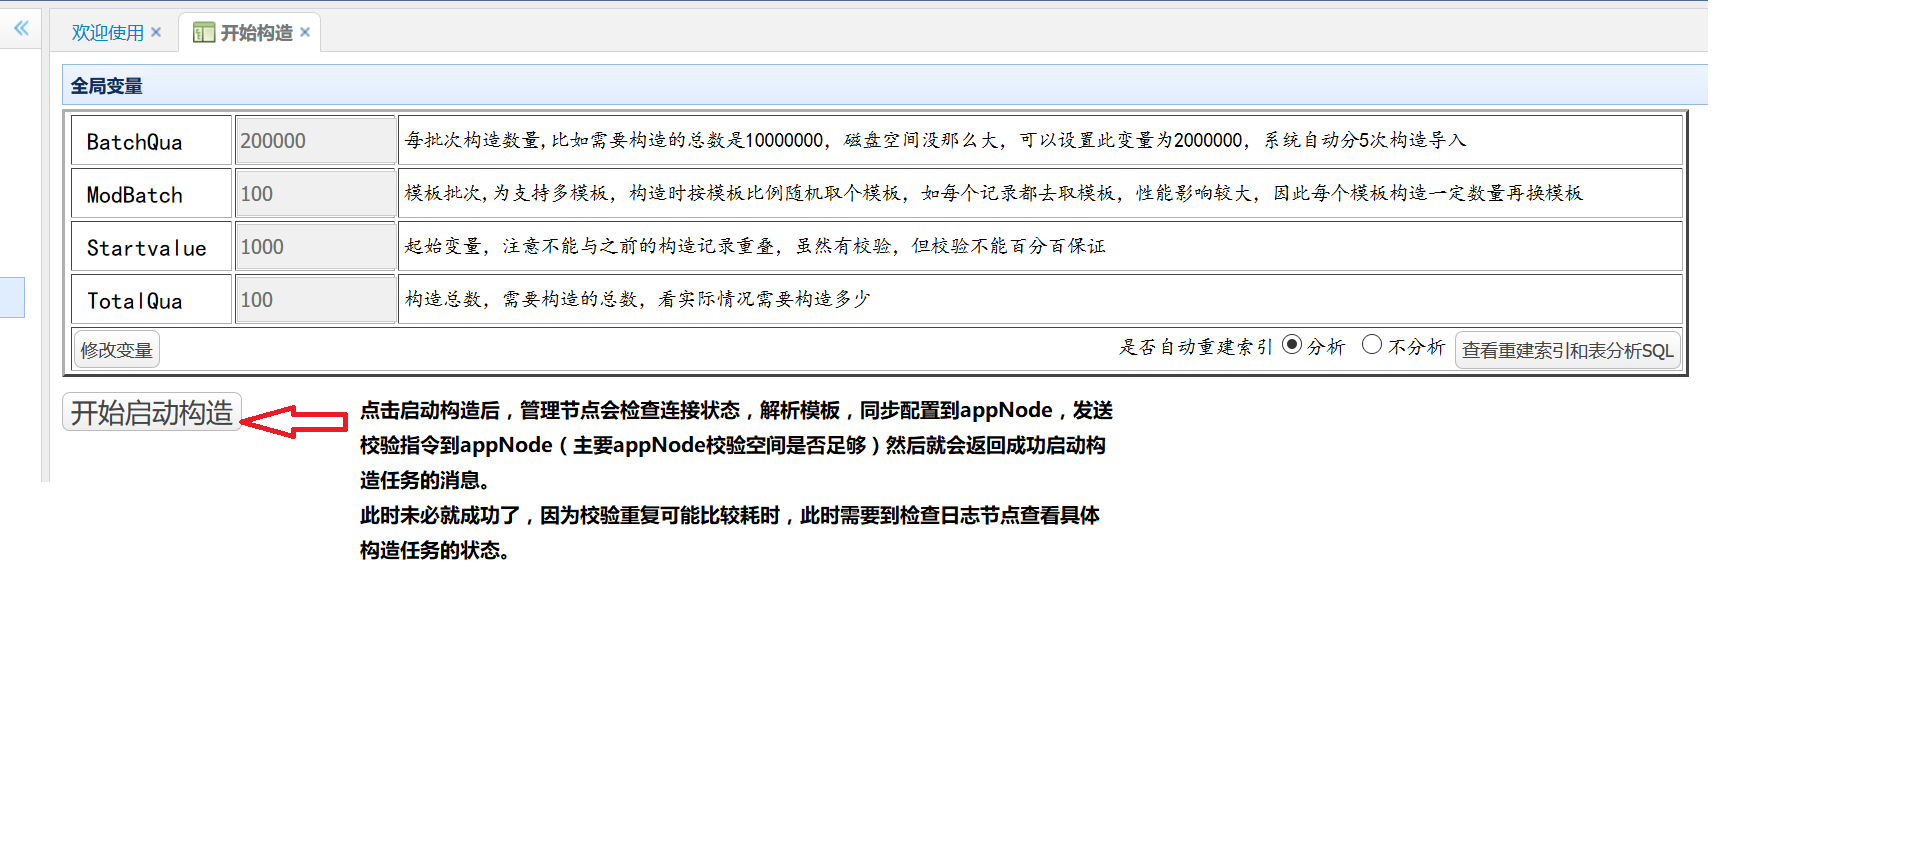 欢迎使用
开始构造
全局变量
BatchQua 200000 每批次构造数量,比如需要构造的总数是10000000，磁盘空间没那么大，可以设置此变量为2000000，系统自动分5次构造导入
ModBatch 100 模板批次,为支持多模板，构造时按模板比例随机取个模板，如每个记录都去取模板，性能影响较大，因此每个模板构造一定数量再换模板
Startvalue 1000 起始变量，注意不能与之前的构造记录重叠，虽然有校验，但校验不能百分百保证
TotalQua 100 构造总数，需要构造的总数，看实际情况需要构造多少
修改变量 是否自动重建索引 分析 不分析 查看重建索引和表分析SQL
开始启动构造
点击启动构造后，管理节点会检查连接状态，解析模板，同步配置到appNode，发送
校验指令到appNode（主要appNode校验空间是否足够）然后就会返回成功启动构
造任务的消息。
此时未必就成功了，因为校验重复可能比较耗时，此时需要到检查日志节点查看具体
构造任务的状态。